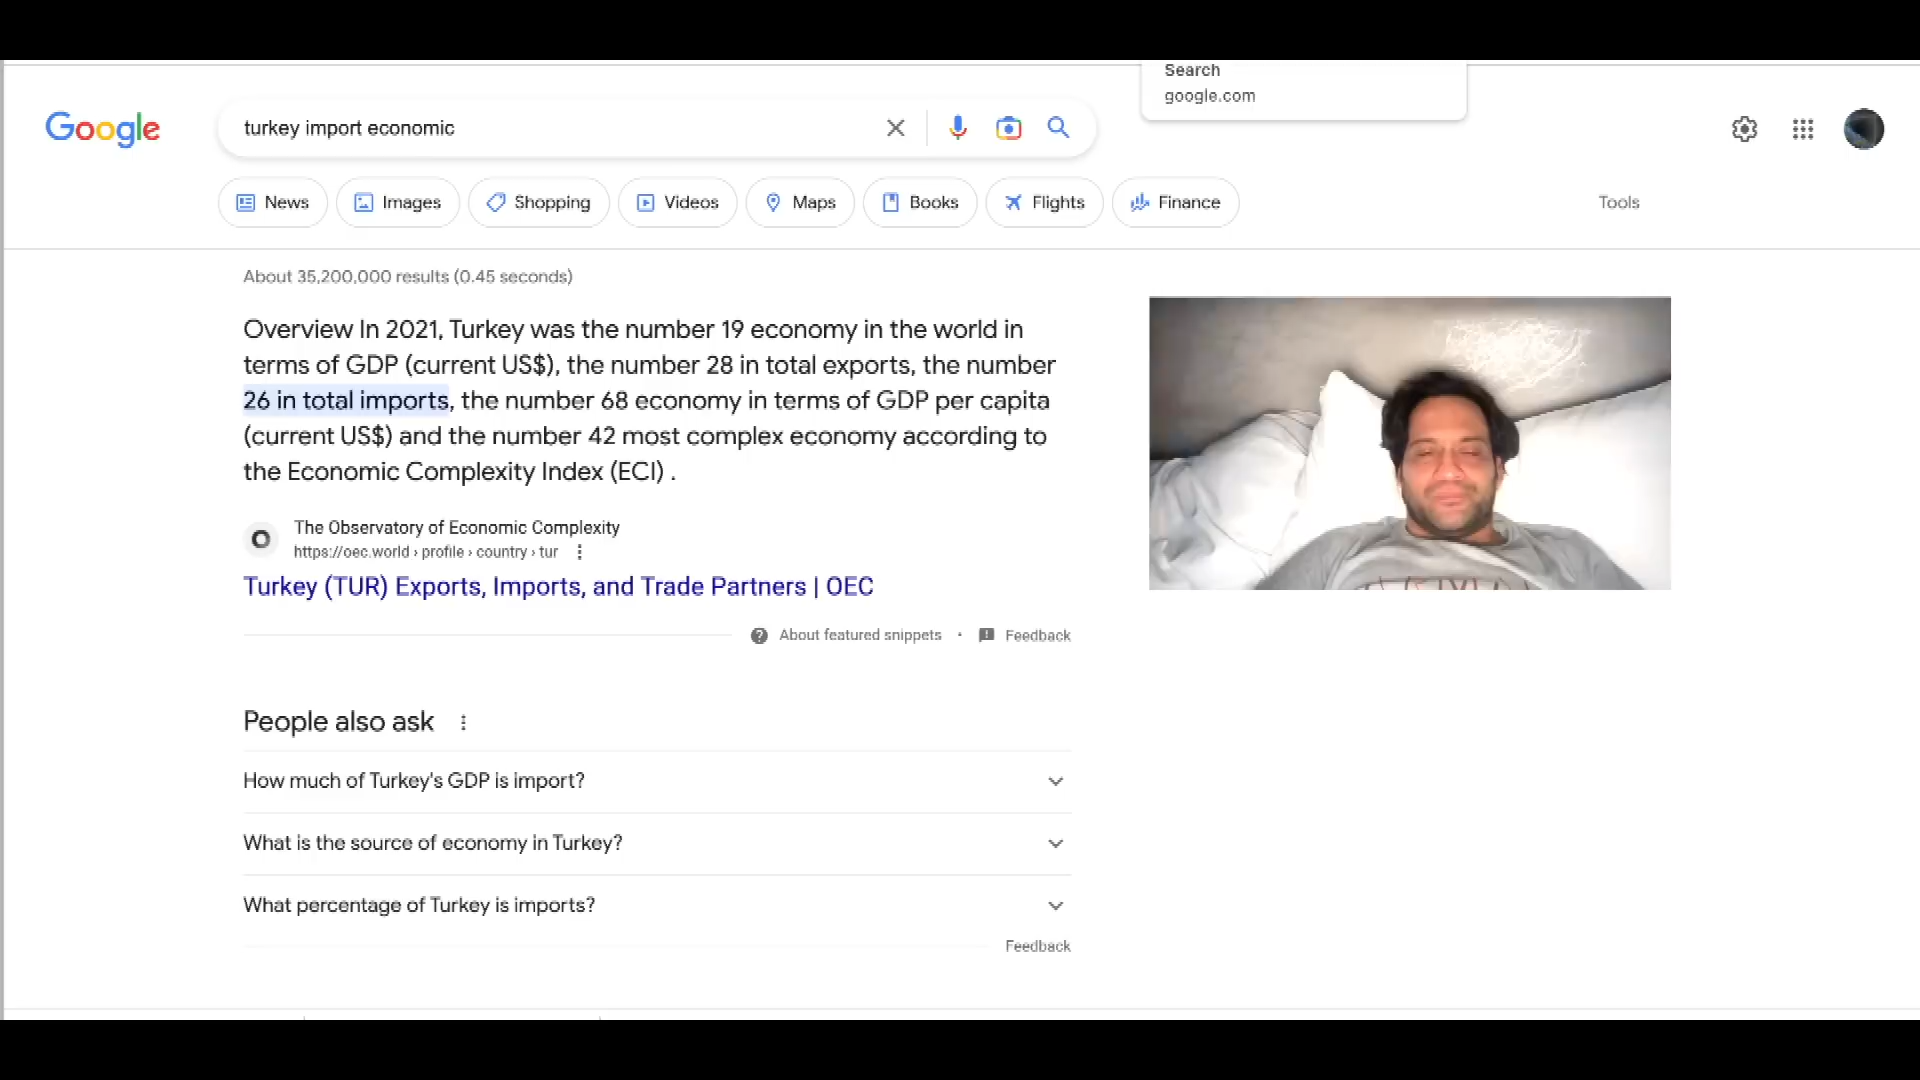 Search
google.com
Google
turkey import economic
News
Images
Shopping
Videos
Maps
Books
Flights
Finance
Tools
About 35,200,000 results (0.45 seconds)
Overview In 2021, Turkey was the number 19 economy in the world in
terms of GDP (current US$), the number 28 in total exports, the number
26 in total imports, the number 68 economy in terms of GDP per capita
(current US$) and the number 42 most complex economy according to
the Economic Complexity Index (ECI) .
The Observatory of Economic Complexity
https://oec.world › profile › country › tur
Turkey (TUR) Exports, Imports, and Trade Partners | OEC
About featured snippets • Feedback
People also ask
How much of Turkey's GDP is import?
What is the source of economy in Turkey?
What percentage of Turkey is imports?
Feedback